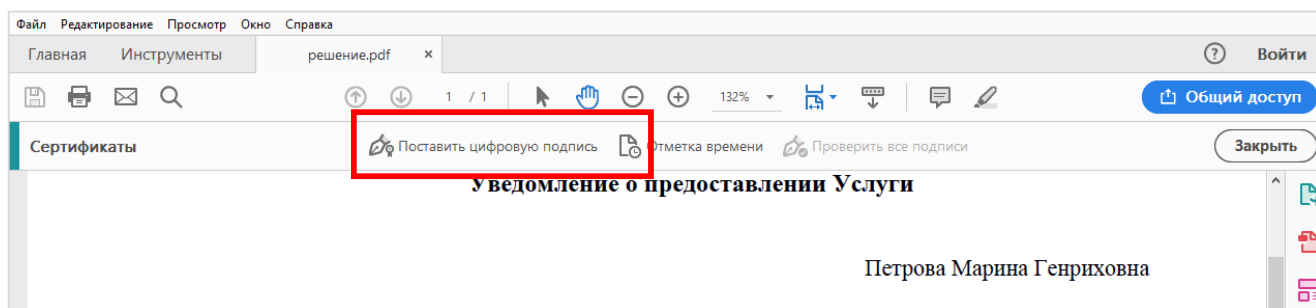 Файл Редактирование Просмотр Окно Справка
Главная Инструменты решение.pdf × ? Войти
1 / 1 132% Общий доступ
Сертификаты Поставить цифровую подпись Отметка времени Проверить все подписи Закрыть
Уведомление о предоставлении Услуги
Петрова Марина Генриховна